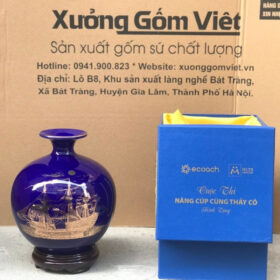 Xưởng Gốm Việt
Sản xuất gốm sứ chất lượng
Hotline: 0941.900.823 * Website: xuonggomviet.vn
Địa chỉ: Lô B8, Khu sản xuất làng nghề Bát Tràng,
Xã Bát Tràng, Huyện Gia Lâm, Thành Phố Hà Nội.
ecoach
Cuộc Thi
NÂNG CÚP CÙNG THẦY CÔ